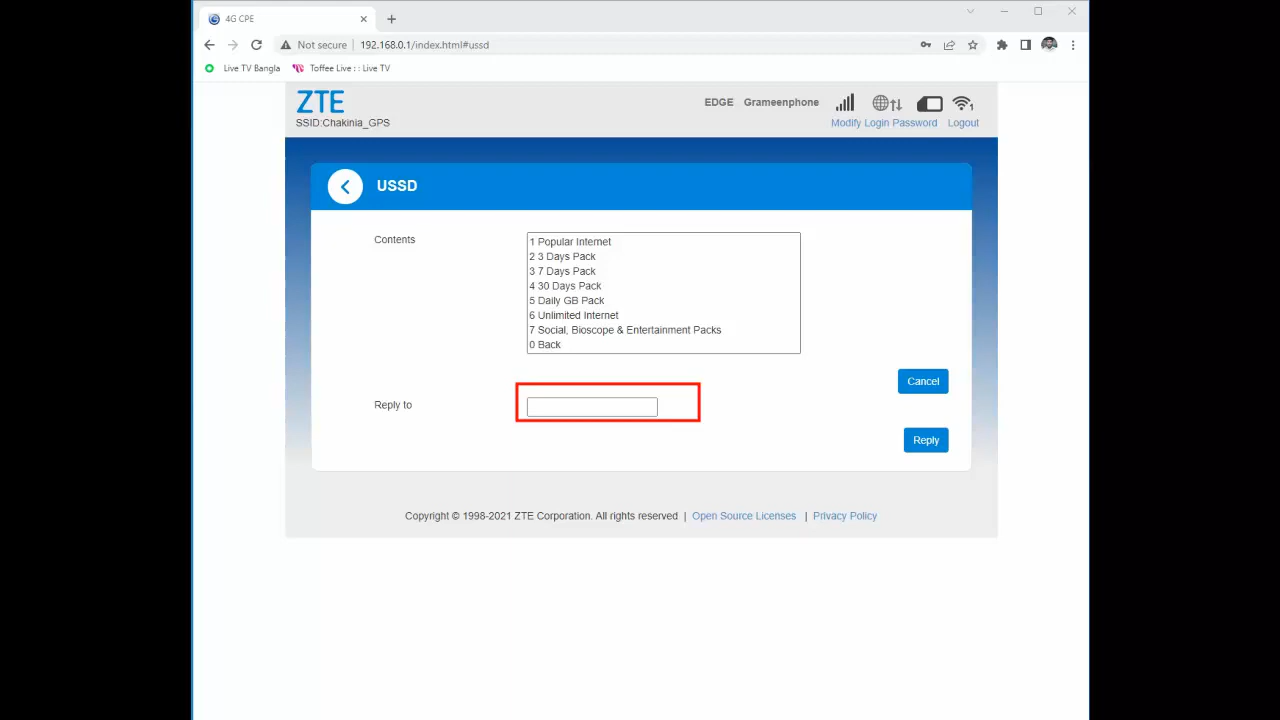 4G CPE
Not secure
192.168.0.1/index.html#ussd
Live TV Bangla
Toffee Live : : Live TV
ZTE
EDGE Grameenphone
1
SSID:Chakinia_GPS
Modify Login Password Logout
USSD
Contents
1 Popular Internet
2 3 Days Pack
3 7 Days Pack
4 30 Days Pack
5 Daily GB Pack
6 Unlimited Internet
7 Social, Bioscope & Entertainment Packs
0 Back
Cancel
Reply to
Reply
Copyright © 1998-2021 ZTE Corporation. All rights reserved | Open Source Licenses | Privacy Policy